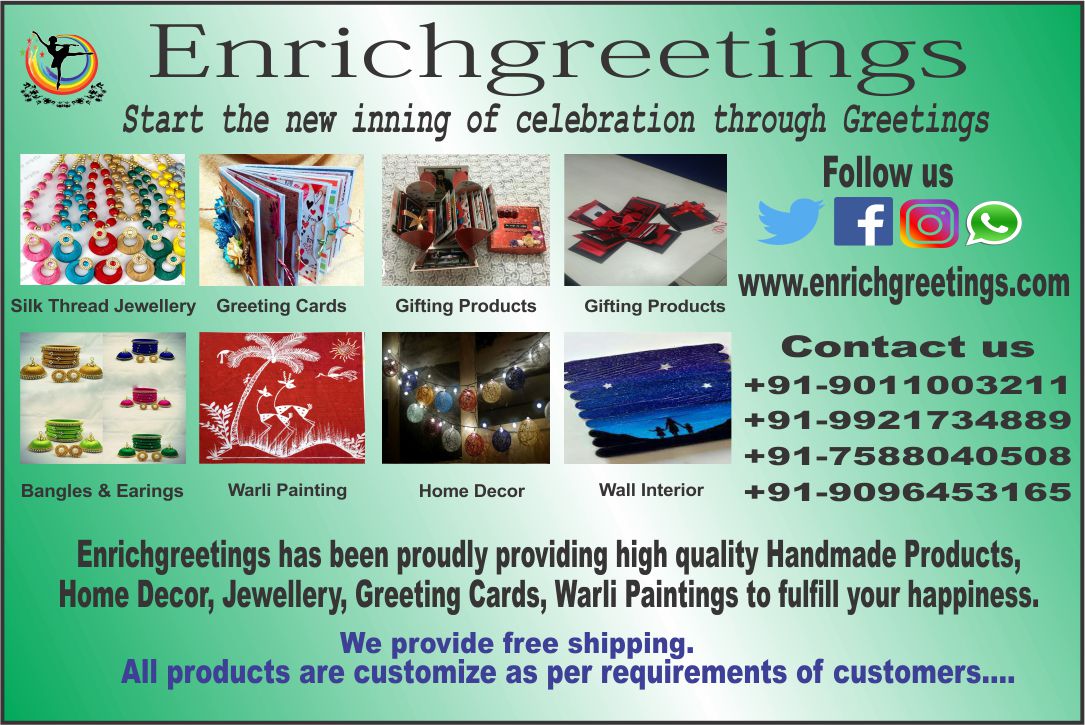 Enrichgreetings
Start the new inning of celebration through Greetings
Silk Thread Jewellery
Greeting Cards
Gifting Products
Gifting Products
Bangles & Earings
Warli Painting
Home Decor
Wall Interior
Follow us
www.enrichgreetings.com
Contact us
+91-9011003211
+91-9921734889
+91-7588040508
+91-9096453165
Enrichgreetings has been proudly providing high quality Handmade Products,
Home Decor, Jewellery, Greeting Cards, Warli Paintings to fulfill your happiness.
We provide free shipping.
All products are customize as per requirements of customers....